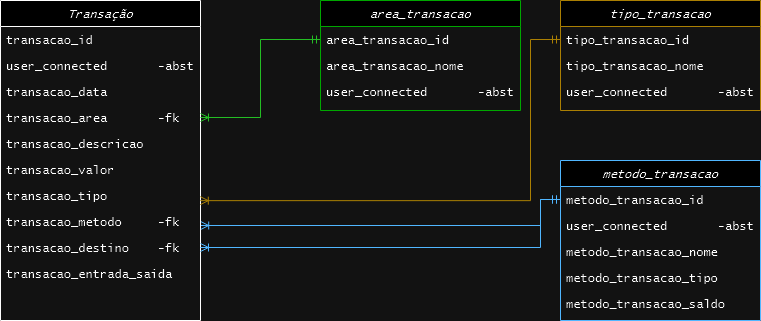 Transação
transacao_id
user_connected -abst
transacao_data
transacao_area -fk
transacao_descricao
transacao_valor
transacao_tipo
transacao_metodo -fk
transacao_destino -fk
transacao_entrada_saida
area_transacao
area_transacao_id
area_transacao_nome
user_connected -abst
tipo_transacao
tipo_transacao_id
tipo_transacao_nome
user_connected -abst
metodo_transacao
metodo_transacao_id
user_connected -abst
metodo_transacao_nome
metodo_transacao_tipo
metodo_transacao_saldo